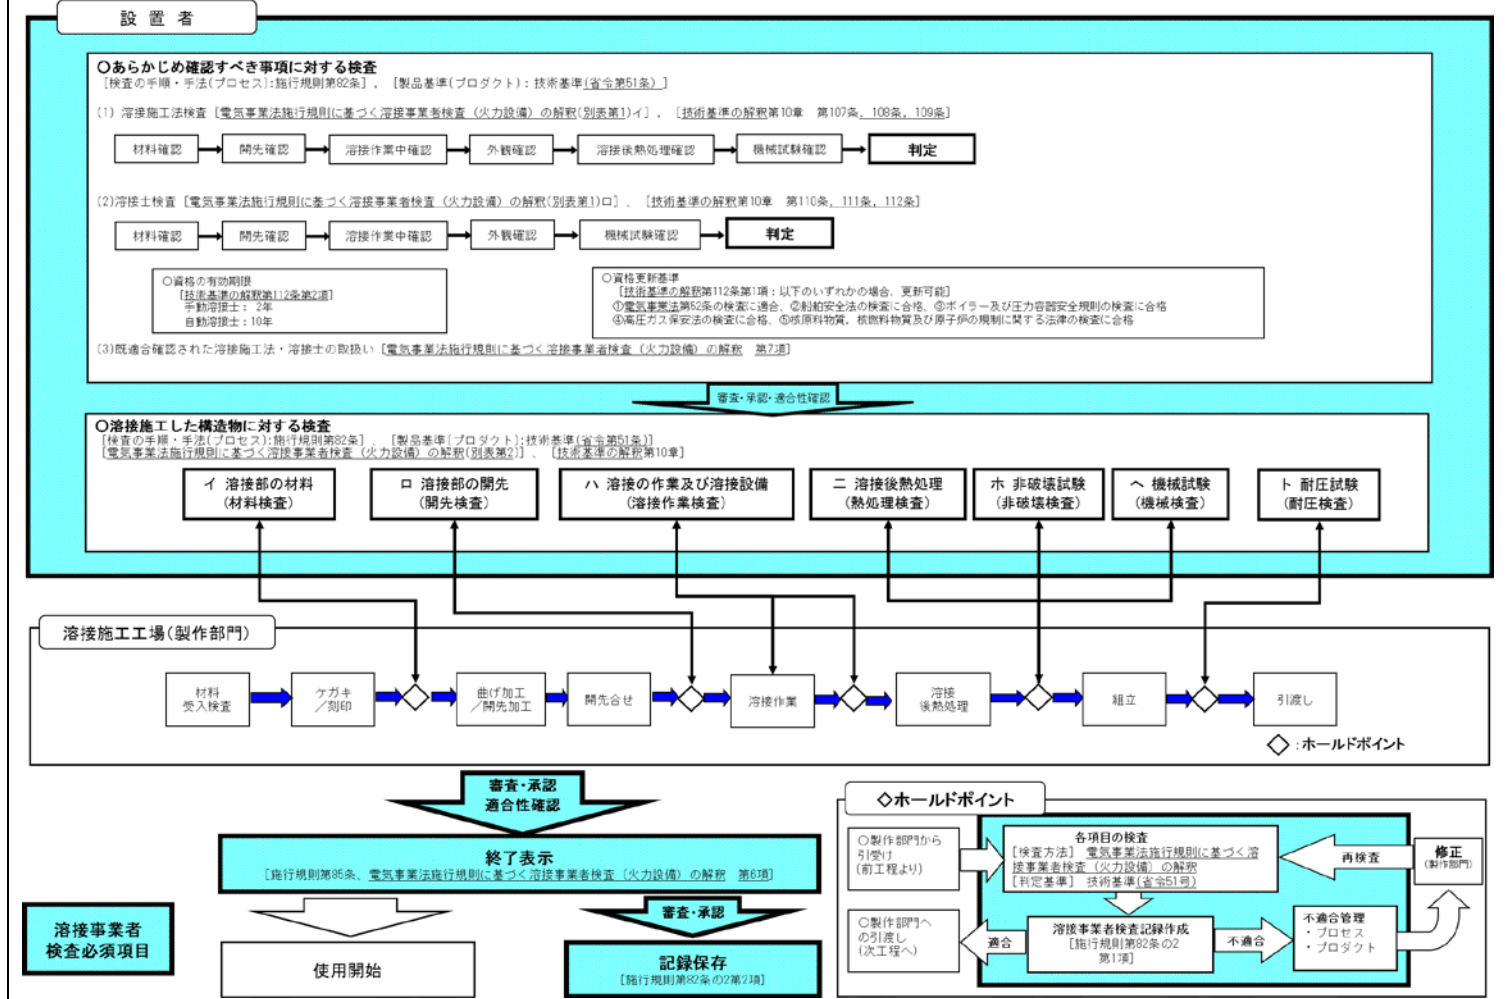 設置者
○あらかじめ確認すべき事項に対する検査
[検査の手順・手法(プロセス):施行規則第82条]，［製品基準(プロダクト)：技術基準(省令第51条)］
(1) 溶接施工法検査［電気事業法施行規則に基づく溶接事業者検査（火力設備）の解釈(別表第1)イ］，［技術基準の解釈第10章　第107条，108条，109条］
材料確認
開先確認
溶接作業中確認
外観確認
溶接後熱処理確認
機械試験確認
判定
(2)溶接士検査［電気事業法施行規則に基づく溶接事業者検査（火力設備）の解釈(別表第1)ロ］、［技術基準の解釈第10章　第110条，111条，112条］
材料確認
開先確認
溶接作業中確認
外観確認
機械試験確認
判定
○資格の有効期限
［技術基準の解釈第112条第2項］
手動溶接士： 2年
自動溶接士：10年
○資格更新基準
［技術基準の解釈第112条第1項：以下のいずれかの場合，更新可能］
①電気事業法第52条の検査に適合、②船舶安全法の検査に合格、③ボイラー及び圧力容器安全規則の検査に合格
④高圧ガス保安法の検査に合格、⑤核原料物質，核燃料物質及び原子炉の規制に関する法律の検査に合格
(3)既適合確認された溶接施工法・溶接士の取扱い［電気事業法施行規則に基づく溶接事業者検査（火力設備）の解釈　第7項］
審査・承認・適合性確認
○溶接施工した構造物に対する検査
［検査の手順・手法(プロセス):施行規則第82条］、［製品基準［プロダクト):技術基準(省令第51条)］
［電気事業法施行規則に基づく溶接事業者検査（火力設備）の解釈(別表第2)］、［技術基準の解釈第10章］
イ 溶接部の材料
(材料検査)
ロ 溶接部の開先
(開先検査)
ハ 溶接の作業及び溶接設備
(溶接作業検査)
ニ 溶接後熱処理
(熱処理検査)
ホ 非破壊試験
(非破壊検査)
ヘ 機械試験
(機械検査)
ト 耐圧試験
(耐圧検査)
溶接施工工場(製作部門)
材料
受入検査
ケガキ
／刻印
曲げ加工
／開先加工
開先合せ
溶接作業
溶接
後熱処理
組立
引渡し
◇：ホールドポイント
審査・承認
適合性確認
終了表示
［施行規則第85条、電気事業法施行規則に基づく溶接事業者検査（火力設備）の解釈　第6項］
審査・承認
溶接事業者
検査必須項目
使用開始
記録保存
［施行規則第82条の2第2項］
◇ホールドポイント
○製作部門から
引受け
(前工程より)
各項目の検査
［検査方法］ 電気事業法施行規則に基づく溶
接事業者検査（火力設備）の解釈
［判定基準］ 技術基準(省令51号)
再検査
修正
(製作部門)
○製作部門へ
の引渡し
(次工程へ)
適合
溶接事業者検査記録作成
［施行規則第82条の2
第1項］
不適合
不適合管理
・プロセス
・プロダクト